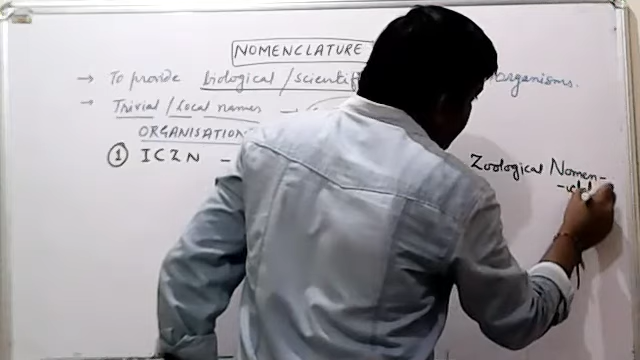 NOMENCLATURE
→ To provide biological/scientif organisms.
→ Trivial/Local names →
ORGANISATION
① ICZN - Zoological Nomen-